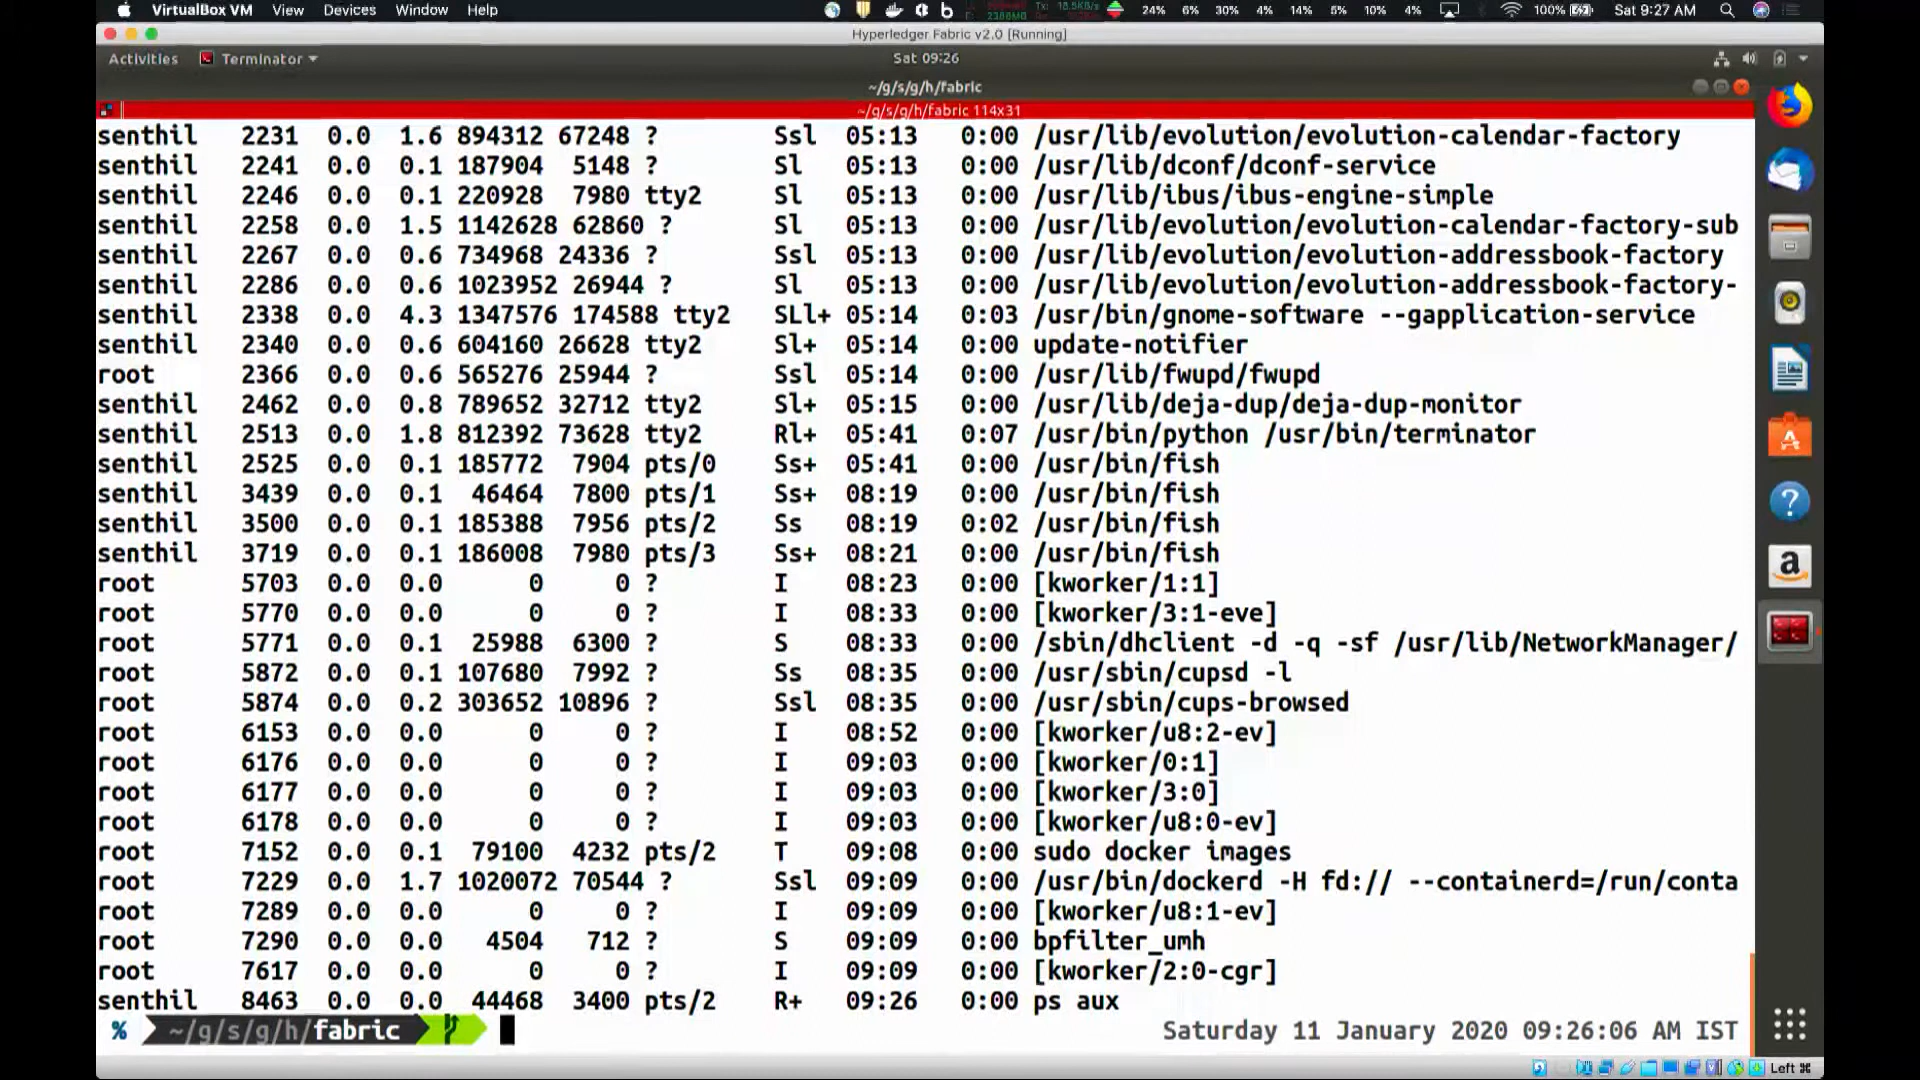 VirtualBox VM View Devices Window Help 24% 6% 30% 4% 14% 5% 10% 4% 100% Sat 9:27 AM
Hyperledger Fabric v2.0 [Running]
Activities Terminator Sat 09:26
~/g/s/g/h/fabric
~/g/s/g/h/fabric 114x31
senthil 2231 0.0 1.6 894312 67248 ? Ssl 05:13 0:00 /usr/lib/evolution/evolution-calendar-factory
senthil 2241 0.0 0.1 187904 5148 ? Sl 05:13 0:00 /usr/lib/dconf/dconf-service
senthil 2246 0.0 0.1 220928 7980 tty2 Sl 05:13 0:00 /usr/lib/ibus/ibus-engine-simple
senthil 2258 0.0 1.5 1142628 62860 ? Sl 05:13 0:00 /usr/lib/evolution/evolution-calendar-factory-sub
senthil 2267 0.0 0.6 734968 24336 ? Ssl 05:13 0:00 /usr/lib/evolution/evolution-addressbook-factory
senthil 2286 0.0 0.6 1023952 26944 ? Sl 05:13 0:00 /usr/lib/evolution/evolution-addressbook-factory-
senthil 2338 0.0 4.3 1347576 174588 tty2 SLl+ 05:14 0:03 /usr/bin/gnome-software --gapplication-service
senthil 2340 0.0 0.6 604160 26628 tty2 Sl+ 05:14 0:00 update-notifier
root 2366 0.0 0.6 565276 25944 ? Ssl 05:14 0:00 /usr/lib/fwupd/fwupd
senthil 2462 0.0 0.8 789652 32712 tty2 Sl+ 05:15 0:00 /usr/lib/deja-dup/deja-dup-monitor
senthil 2513 0.0 1.8 812392 73628 tty2 Rl+ 05:41 0:07 /usr/bin/python /usr/bin/terminator
senthil 2525 0.0 0.1 185772 7904 pts/0 Ss+ 05:41 0:00 /usr/bin/fish
senthil 3439 0.0 0.1 46464 7800 pts/1 Ss+ 08:19 0:00 /usr/bin/fish
senthil 3500 0.0 0.1 185388 7956 pts/2 Ss 08:19 0:02 /usr/bin/fish
senthil 3719 0.0 0.1 186008 7980 pts/3 Ss+ 08:21 0:00 /usr/bin/fish
root 5703 0.0 0.0 0 0 ? I 08:23 0:00 [kworker/1:1]
root 5770 0.0 0.0 0 0 ? I 08:33 0:00 [kworker/3:1-eve]
root 5771 0.0 0.1 25988 6300 ? S 08:33 0:00 /sbin/dhclient -d -q -sf /usr/lib/NetworkManager/
root 5872 0.0 0.1 107680 7992 ? Ss 08:35 0:00 /usr/sbin/cupsd -l
root 5874 0.0 0.2 303652 10896 ? Ssl 08:35 0:00 /usr/sbin/cups-browsed
root 6153 0.0 0.0 0 0 ? I 08:52 0:00 [kworker/u8:2-ev]
root 6176 0.0 0.0 0 0 ? I 09:03 0:00 [kworker/0:1]
root 6177 0.0 0.0 0 0 ? I 09:03 0:00 [kworker/3:0]
root 6178 0.0 0.0 0 0 ? I 09:03 0:00 [kworker/u8:0-ev]
root 7152 0.0 0.1 79100 4232 pts/2 T 09:08 0:00 sudo docker images
root 7229 0.0 1.7 1020072 70544 ? Ssl 09:09 0:00 /usr/bin/dockerd -H fd:// --containerd=/run/conta
root 7289 0.0 0.0 0 0 ? I 09:09 0:00 [kworker/u8:1-ev]
root 7290 0.0 0.0 4504 712 ? S 09:09 0:00 bpfilter_umh
root 7617 0.0 0.0 0 0 ? I 09:09 0:00 [kworker/2:0-cgr]
senthil 8463 0.0 0.0 44468 3400 pts/2 R+ 09:26 0:00 ps aux
% ~/g/s/g/h/fabric Saturday 11 January 2020 09:26:06 AM IST
Left ⌘